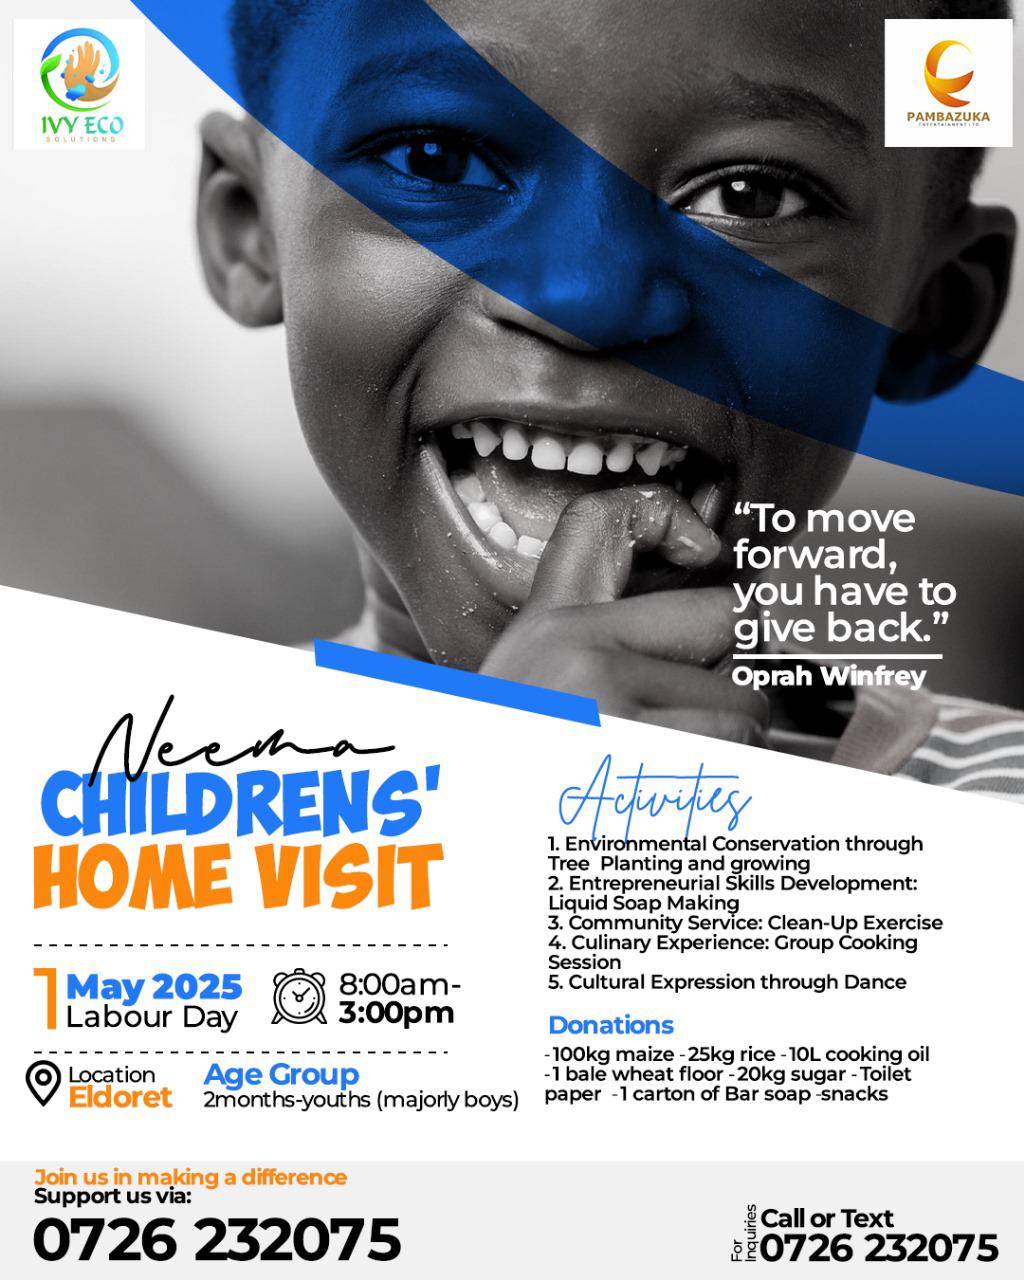 IVY ECO
SOLUTIONS
PAMBAZUKA
ENTERTAINMENT LTD
“To move
forward,
you have to
give back.”
Oprah Winfrey
Neema
CHILDRENS'
HOME VISIT
1 May 2025
Labour Day
8:00am-
3:00pm
Location
Eldoret
Age Group
2months-youths (majorly boys)
Activities
1. Environmental Conservation through
Tree Planting and growing
2. Entrepreneurial Skills Development:
Liquid Soap Making
3. Community Service: Clean-Up Exercise
4. Culinary Experience: Group Cooking
Session
5. Cultural Expression through Dance
Donations
-100kg maize -25kg rice -10L cooking oil
-1 bale wheat floor -20kg sugar -Toilet
paper -1 carton of Bar soap -snacks
Join us in making a difference
Support us via:
0726 232075
For
Inquiries
Call or Text
0726 232075